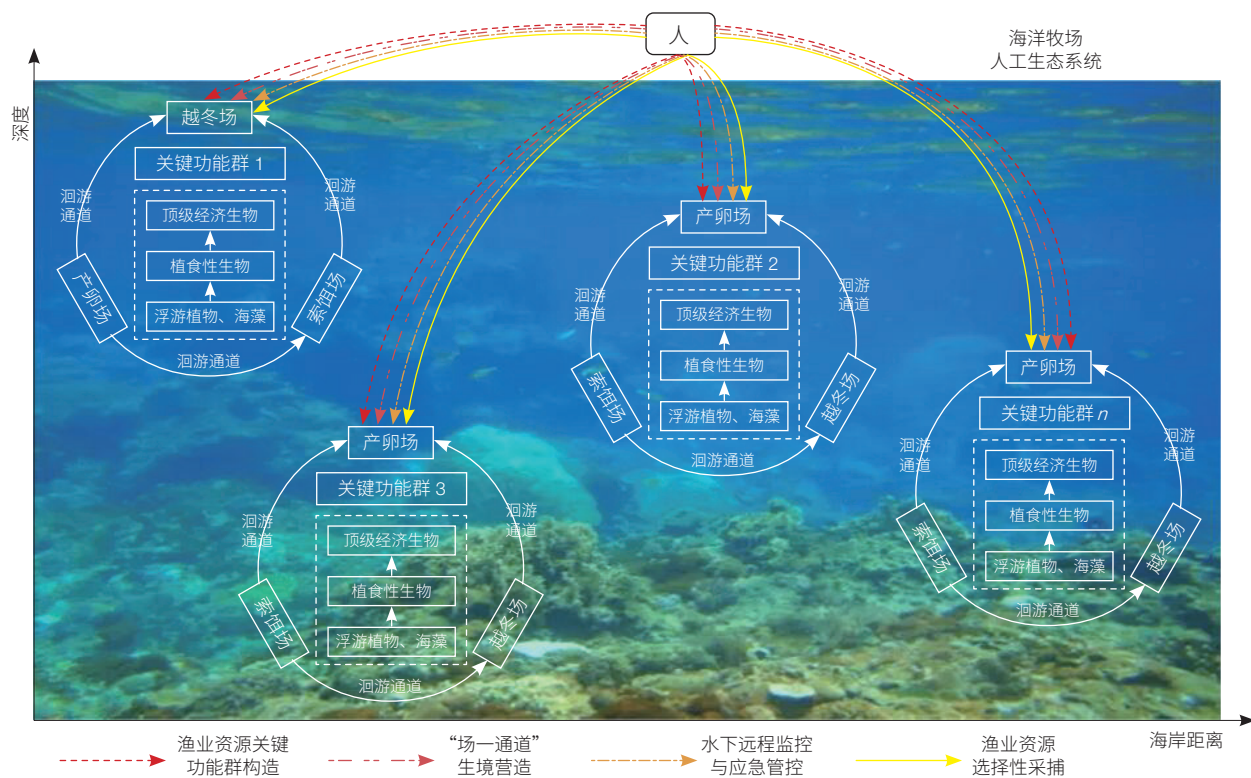 人
海洋牧场
人工生态系统
深度
越冬场
关键功能群 1
洄游
通道
顶级经济生物
植食性生物
浮游植物、海藻
产卵场
索饵场
洄游通道
产卵场
关键功能群 2
洄游
通道
洄游
通道
顶级经济生物
植食性生物
浮游植物、海藻
索饵场
越冬场
洄游通道
产卵场
关键功能群 3
洄游
通道
洄游
通道
顶级经济生物
植食性生物
浮游植物、海藻
索饵场
越冬场
洄游通道
产卵场
关键功能群 n
洄游
通道
洄游
通道
顶级经济生物
植食性生物
浮游植物、海藻
索饵场
越冬场
洄游通道
洄游
通道
海岸距离
渔业资源关键
功能群构造
“场一通道”
生境营造
水下远程监控
与应急管控
渔业资源
选择性采捕